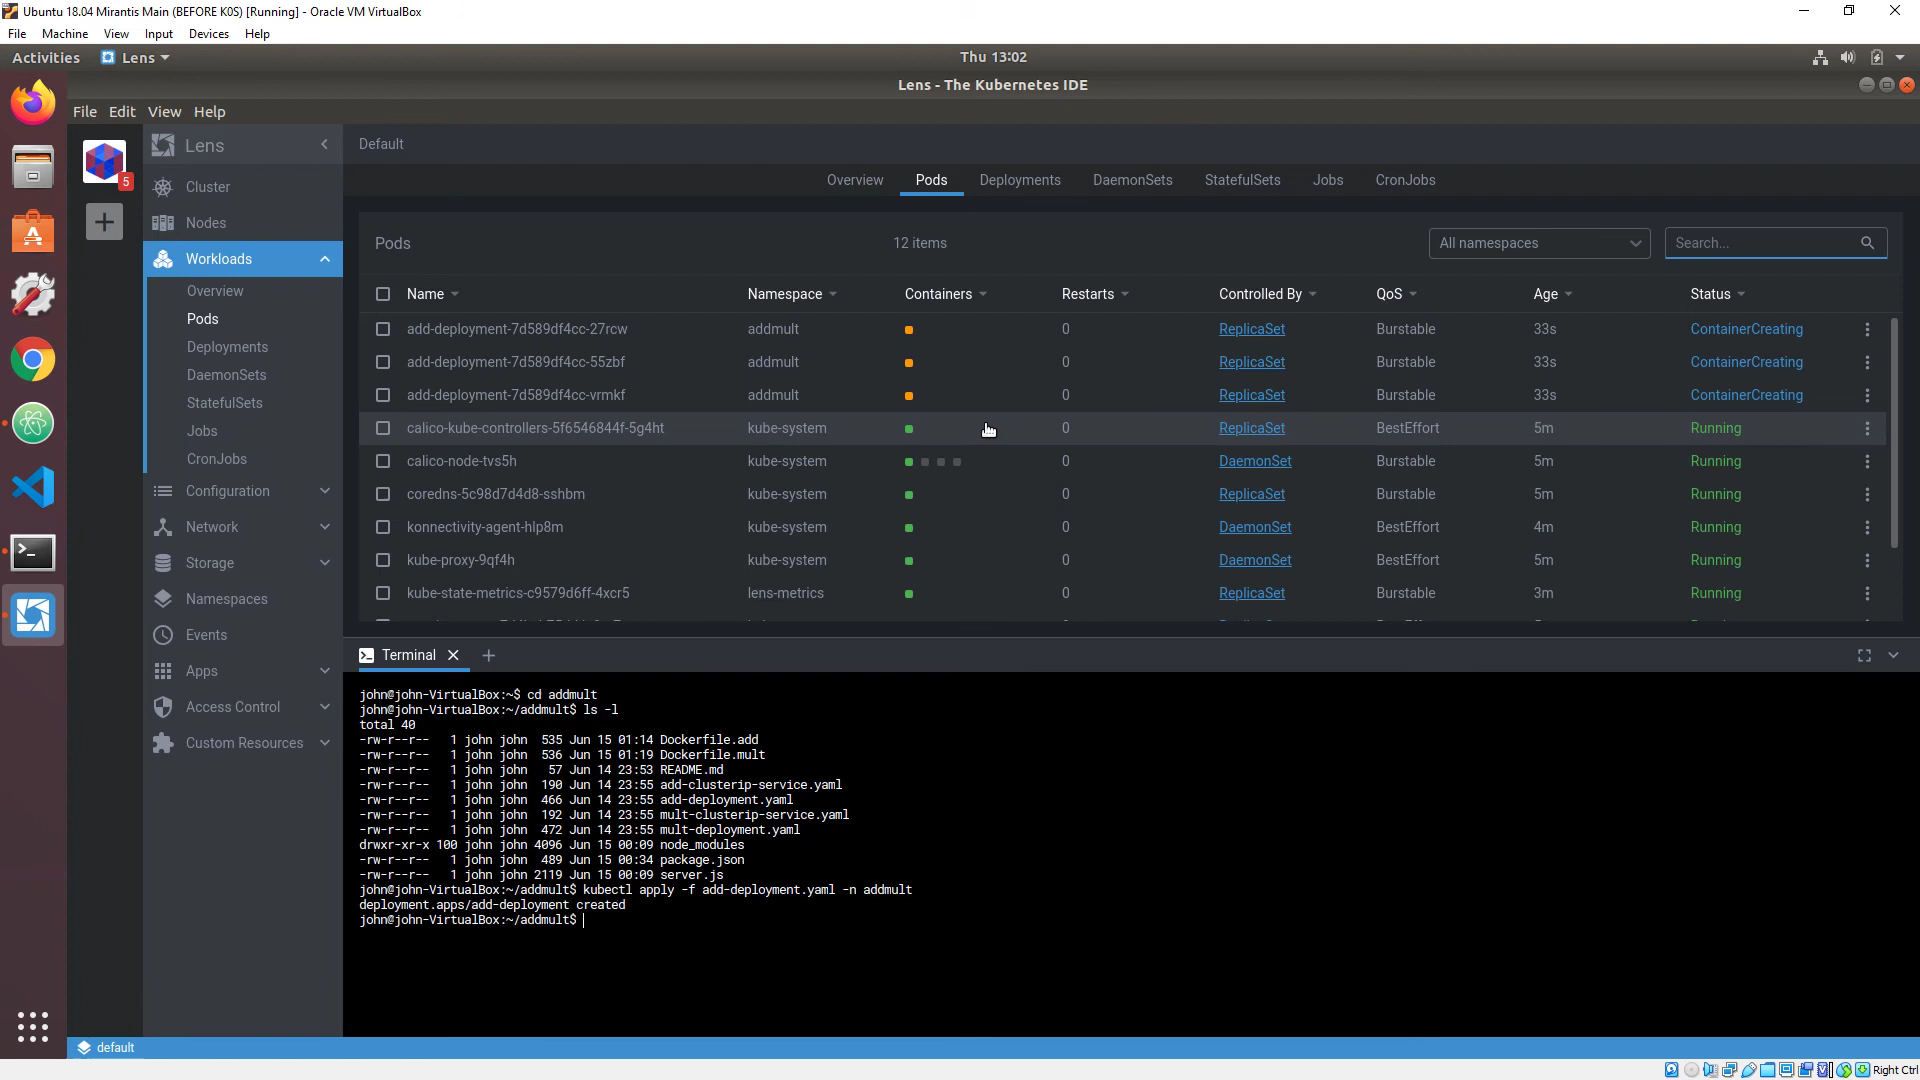 Ubuntu 18.04 Mirantis Main (BEFORE K0S) [Running] - Oracle VM VirtualBox
File Machine View Input Devices Help
Activities Lens Thu 13:02
Lens - The Kubernetes IDE
File Edit View Help
Lens
5
Cluster
Nodes
Workloads
Overview
Pods
Deployments
DaemonSets
StatefulSets
Jobs
CronJobs
Configuration
Network
Storage
Namespaces
Events
Apps
Access Control
Custom Resources
Default
Overview Pods Deployments DaemonSets StatefulSets Jobs CronJobs
Pods 12 items All namespaces Search...
Name Namespace Containers Restarts Controlled By QoS Age Status
add-deployment-7d589df4cc-27rcw addmult 0 ReplicaSet Burstable 33s ContainerCreating
add-deployment-7d589df4cc-55zbf addmult 0 ReplicaSet Burstable 33s ContainerCreating
add-deployment-7d589df4cc-vrmkf addmult 0 ReplicaSet Burstable 33s ContainerCreating
calico-kube-controllers-5f6546844f-5g4ht kube-system 0 ReplicaSet BestEffort 5m Running
calico-node-tvs5h kube-system 0 DaemonSet Burstable 5m Running
coredns-5c98d7d4d8-sshbm kube-system 0 ReplicaSet Burstable 5m Running
konnectivity-agent-hlp8m kube-system 0 DaemonSet BestEffort 4m Running
kube-proxy-9qf4h kube-system 0 DaemonSet BestEffort 5m Running
kube-state-metrics-c9579d6ff-4xcr5 lens-metrics 0 ReplicaSet Burstable 3m Running
Terminal
john@john-VirtualBox:~$ cd addmult
john@john-VirtualBox:~/addmult$ ls -l
total 40
-rw-r--r-- 1 john john 535 Jun 15 01:14 Dockerfile.add
-rw-r--r-- 1 john john 536 Jun 15 01:19 Dockerfile.mult
-rw-r--r-- 1 john john 57 Jun 14 23:53 README.md
-rw-r--r-- 1 john john 190 Jun 14 23:55 add-clusterip-service.yaml
-rw-r--r-- 1 john john 466 Jun 14 23:55 add-deployment.yaml
-rw-r--r-- 1 john john 192 Jun 14 23:55 mult-clusterip-service.yaml
-rw-r--r-- 1 john john 472 Jun 14 23:55 mult-deployment.yaml
drwxr-xr-x 100 john john 4096 Jun 15 00:09 node_modules
-rw-r--r-- 1 john john 489 Jun 15 00:34 package.json
-rw-r--r-- 1 john john 2119 Jun 15 00:09 server.js
john@john-VirtualBox:~/addmult$ kubectl apply -f add-deployment.yaml -n addmult
deployment.apps/add-deployment created
john@john-VirtualBox:~/addmult$
default
Right Ctrl